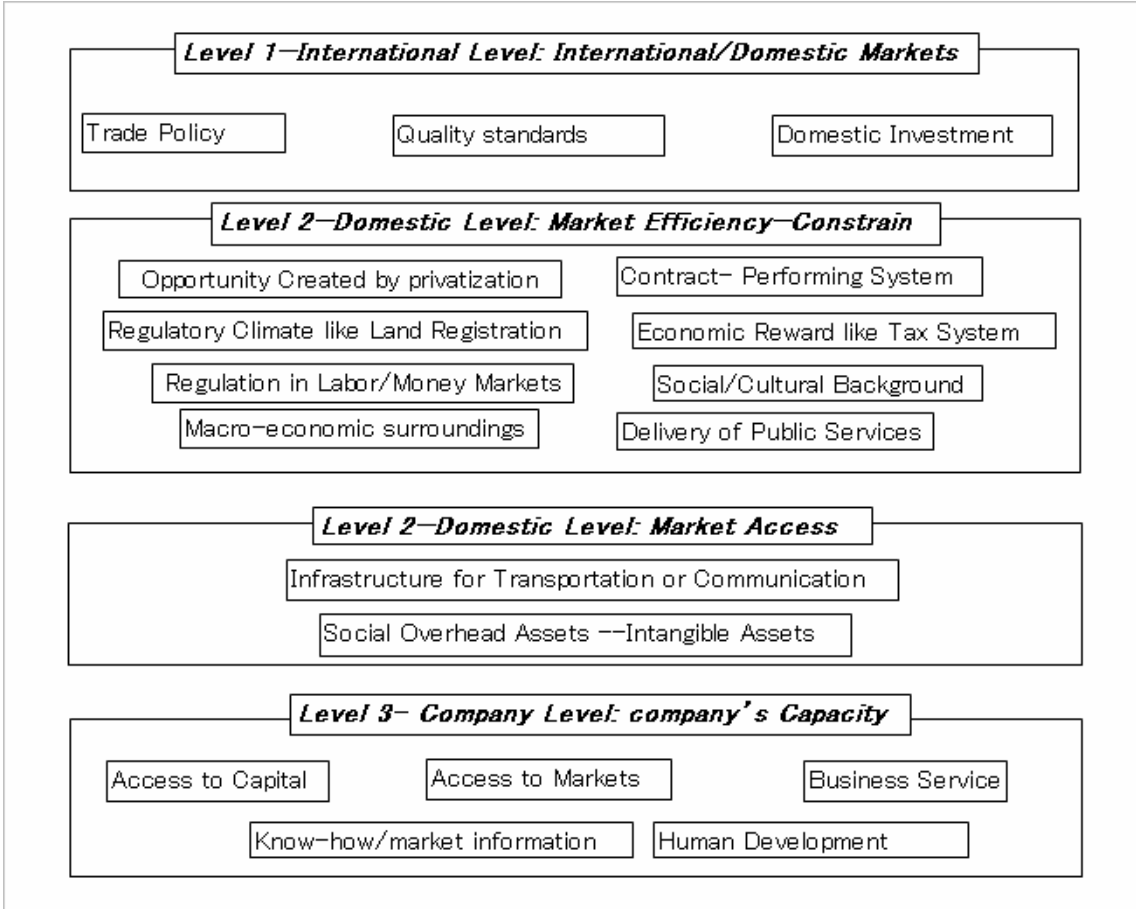 Level 1—International Level: International/Domestic Markets
Trade Policy
Quality standards
Domestic Investment
Level 2—Domestic Level: Market Efficiency—Constrain
Opportunity Created by privatization
Contract- Performing System
Regulatory Climate like Land Registration
Economic Reward like Tax System
Regulation in Labor/Money Markets
Social/Cultural Background
Macro-economic surroundings
Delivery of Public Services
Level 2—Domestic Level: Market Access
Infrastructure for Transportation or Communication
Social Overhead Assets --Intangible Assets
Level 3- Company Level: company's Capacity
Access to Capital
Access to Markets
Business Service
Know-how/market information
Human Development